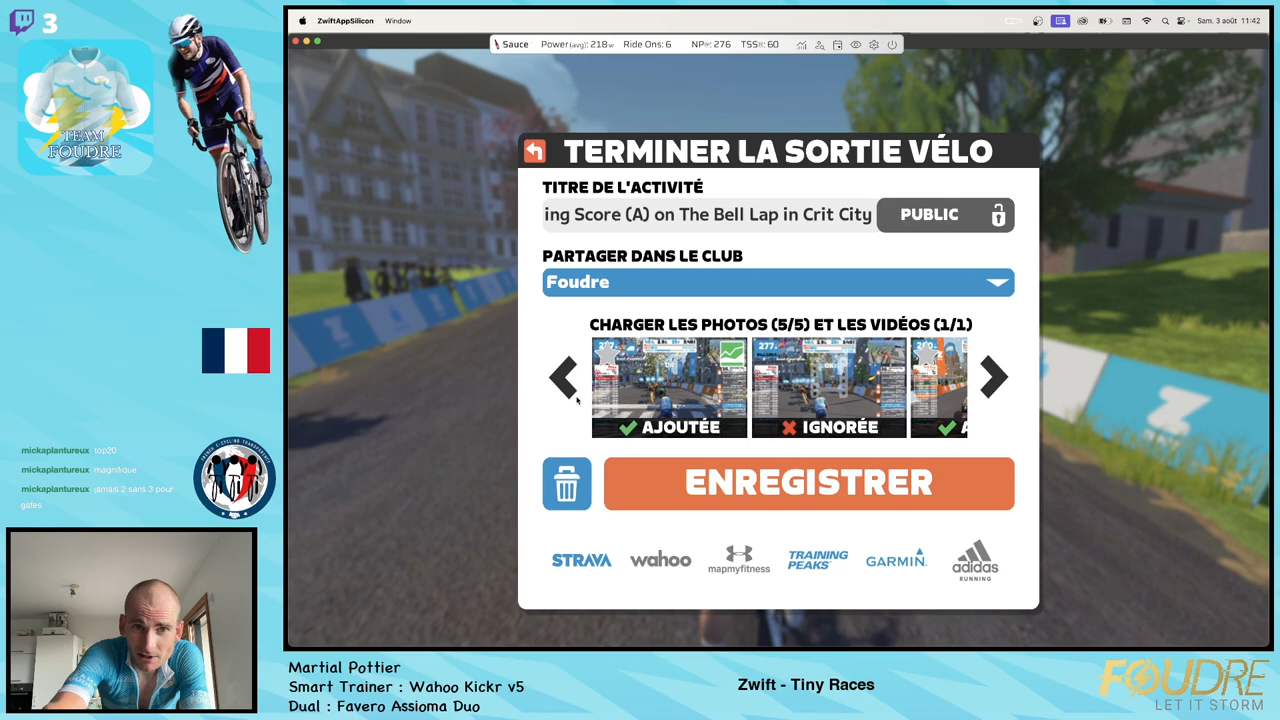 3
TEAM
FOUDRE
ZwiftAppSilicon Window
Sam. 3 août 11:42
Sauce Power(avg): 218w Ride Ons: 6 NP®: 276 TSS®: 60
TERMINER LA SORTIE VÉLO
TITRE DE L'ACTIVITÉ
ing Score (A) on The Bell Lap in Crit City
PUBLIC
PARTAGER DANS LE CLUB
Foudre
CHARGER LES PHOTOS (5/5) ET LES VIDÉOS (1/1)
AJOUTÉE
IGNORÉE
A
ENREGISTRER
STRAVA
wahoo
mapmyfitness
TRAINING
PEAKS
GARMIN
adidas
RUNNING
mickaplantureux top20
mickaplantureux magnifique
mickaplantureux jamais 2 sans 3 pour
gates
Martial Pottier
Smart Trainer : Wahoo Kickr v5
Dual : Favero Assioma Duo
Zwift - Tiny Races
FOUDRE
LET IT STORM